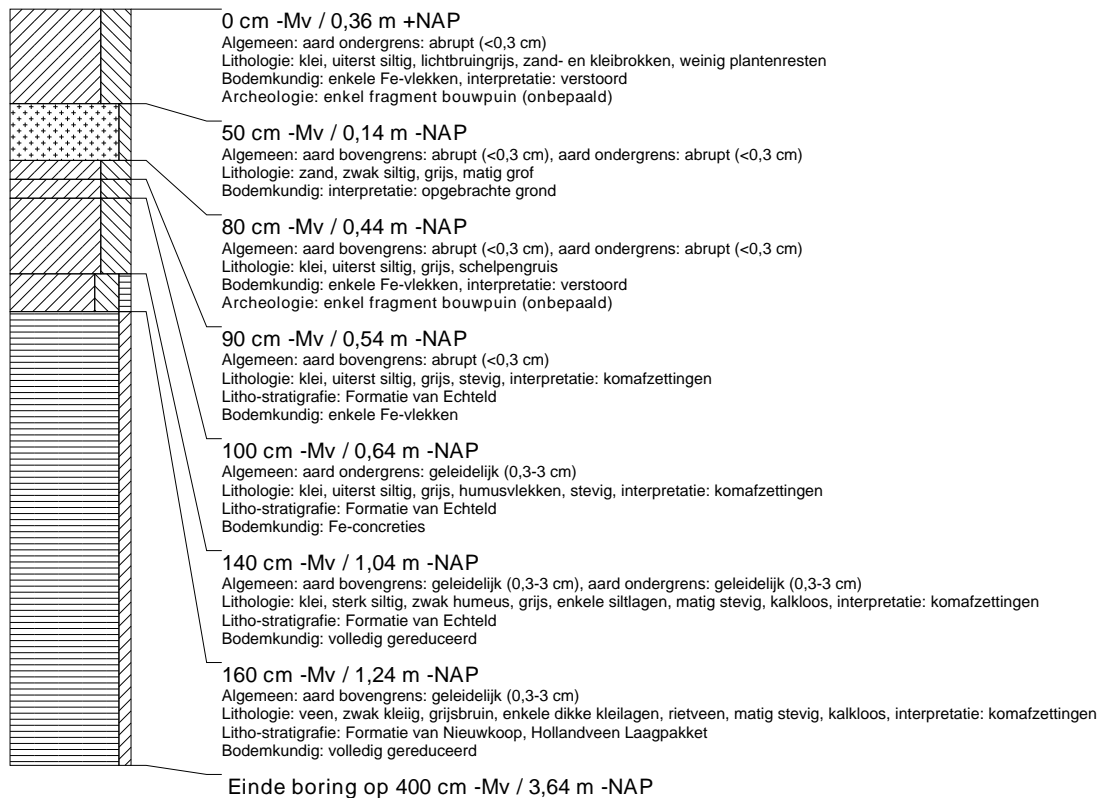 0 cm -Mv / 0,36 m +NAP
Algemeen: aard ondergrens: abrupt (<0,3 cm)
Lithologie: klei, uiterst siltig, lichtbruingrijs, zand- en kleibrokken, weinig plantenresten
Bodemkundig: enkele Fe-vlekken, interpretatie: verstoord
Archeologie: enkel fragment bouwpuin (onbepaald)
50 cm -Mv / 0,14 m -NAP
Algemeen: aard bovengrens: abrupt (<0,3 cm), aard ondergrens: abrupt (<0,3 cm)
Lithologie: zand, zwak siltig, grijs, matig grof
Bodemkundig: interpretatie: opgebrachte grond
80 cm -Mv / 0,44 m -NAP
Algemeen: aard bovengrens: abrupt (<0,3 cm), aard ondergrens: abrupt (<0,3 cm)
Lithologie: klei, uiterst siltig, grijs, schelpengruis
Bodemkundig: enkele Fe-vlekken, interpretatie: verstoord
Archeologie: enkel fragment bouwpuin (onbepaald)
90 cm -Mv / 0,54 m -NAP
Algemeen: aard bovengrens: abrupt (<0,3 cm)
Lithologie: klei, uiterst siltig, grijs, stevig, interpretatie: komafzettingen
Litho-stratigrafie: Formatie van Echteld
Bodemkundig: enkele Fe-vlekken
100 cm -Mv / 0,64 m -NAP
Algemeen: aard ondergrens: geleidelijk (0,3-3 cm)
Lithologie: klei, uiterst siltig, grijs, humusvlekken, stevig, interpretatie: komafzettingen
Litho-stratigrafie: Formatie van Echteld
Bodemkundig: Fe-concreties
140 cm -Mv / 1,04 m -NAP
Algemeen: aard bovengrens: geleidelijk (0,3-3 cm), aard ondergrens: geleidelijk (0,3-3 cm)
Lithologie: klei, sterk siltig, zwak humeus, grijs, enkele siltlagen, matig stevig, kalkloos, interpretatie: komafzettingen
Litho-stratigrafie: Formatie van Echteld
Bodemkundig: volledig gereduceerd
160 cm -Mv / 1,24 m -NAP
Algemeen: aard bovengrens: geleidelijk (0,3-3 cm)
Lithologie: veen, zwak kleiig, grijsbruin, enkele dikke kleilagen, rietveen, matig stevig, kalkloos, interpretatie: komafzettingen
Litho-stratigrafie: Formatie van Nieuwkoop, Hollandveen Laagpakket
Bodemkundig: volledig gereduceerd
Einde boring op 400 cm -Mv / 3,64 m -NAP